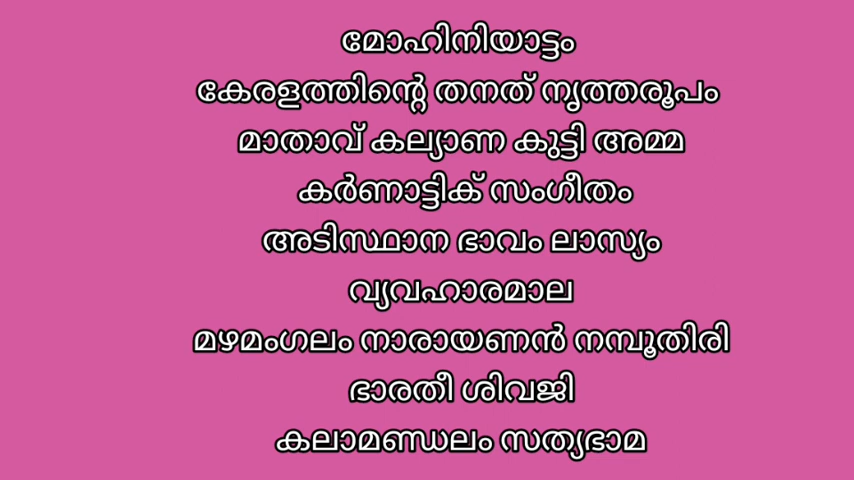 മോഹിനിയാട്ടം
കേരളത്തിന്റെ തനത് നൃത്തരൂപം
മാതാവ് കല്യാണ കുട്ടി അമ്മ
കർണാട്ടിക് സംഗീതം
അടിസ്ഥാന ഭാവം ലാസ്യം
വ്യവഹാരമാല
മഴമംഗലം നാരായണൻ നമ്പൂതിരി
ഭാരതീ ശിവജി
കലാമണ്ഡലം സത്യഭാമ